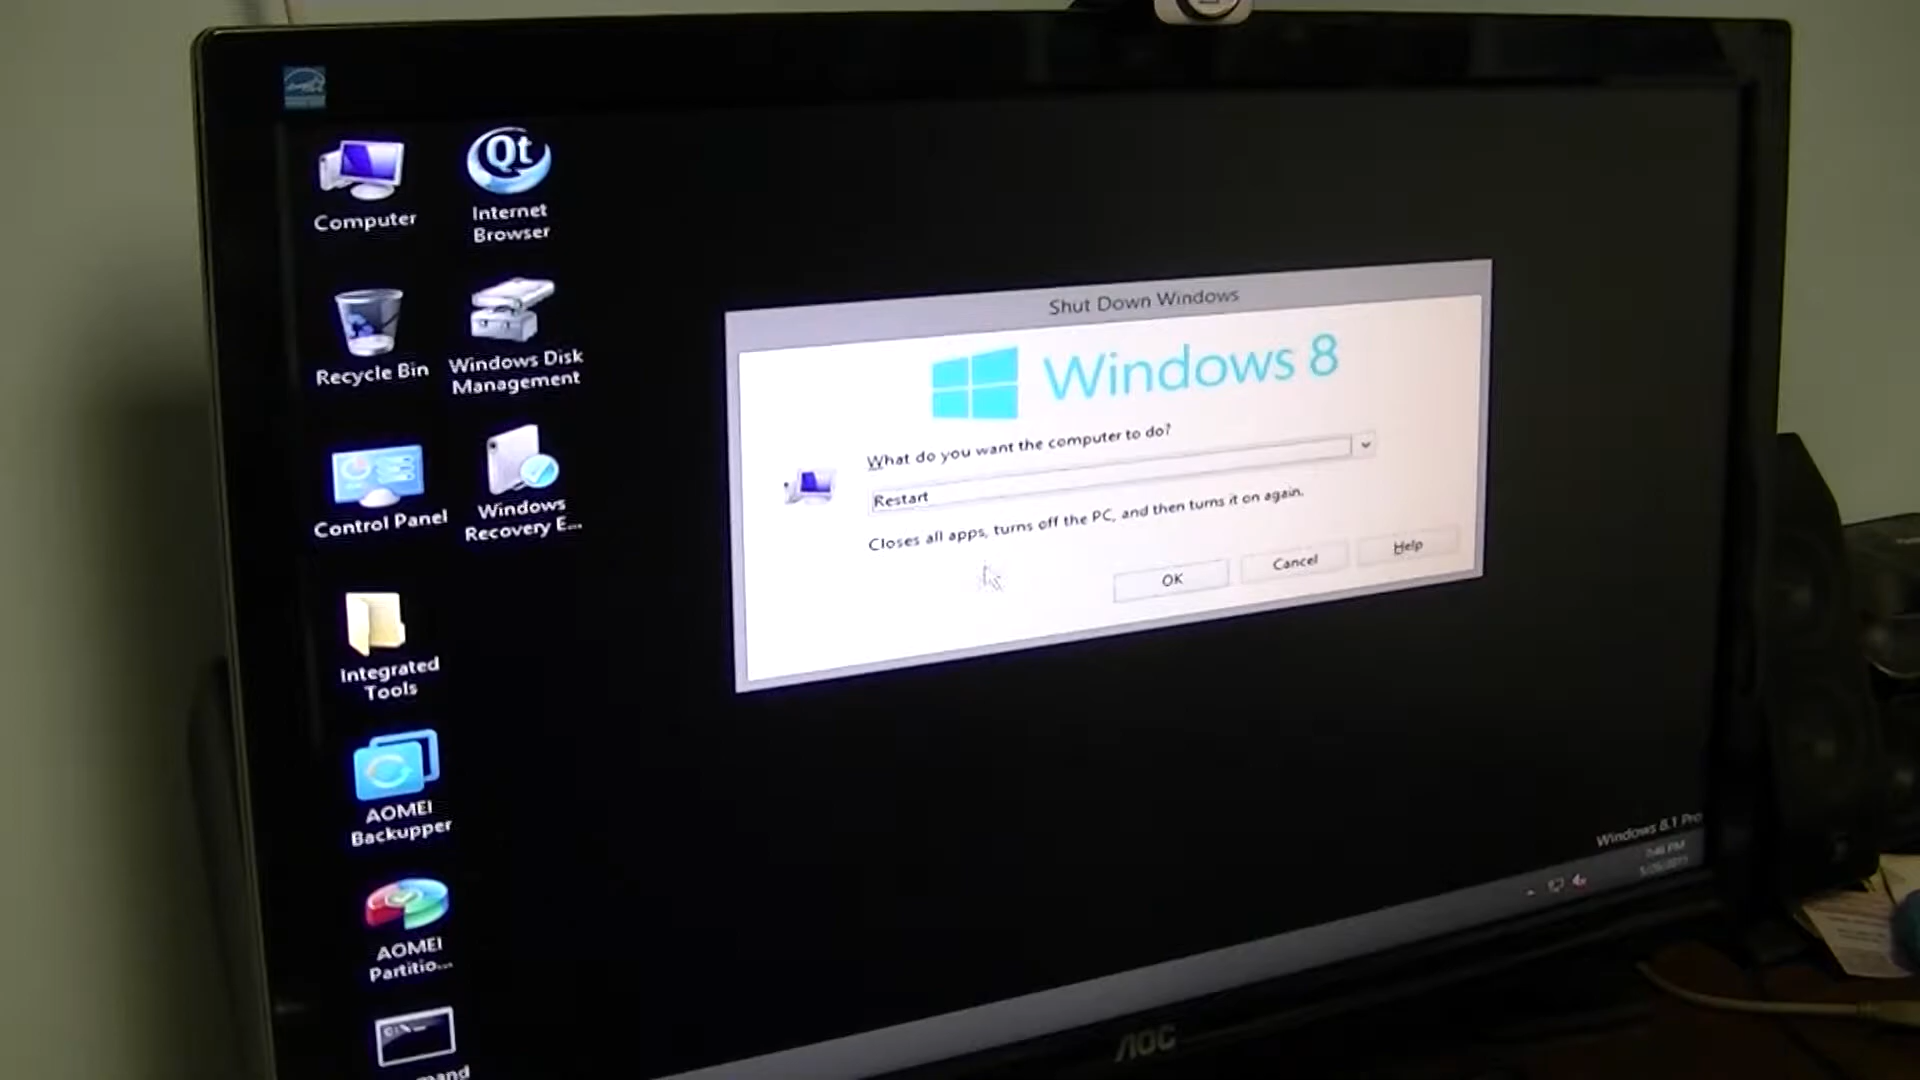 Computer
Qt
Internet
Browser
Recycle Bin
Windows Disk
Management
Control Panel
Windows
Recovery E...
Integrated
Tools
AOMEI
Backupper
AOMEI
Partitio...
Shut Down Windows
Windows 8
What do you want the computer to do?
Restart
Closes all apps, turns off the PC, and then turns it on again.
OK
Cancel
Help
Windows 8.1 Pro
AOC